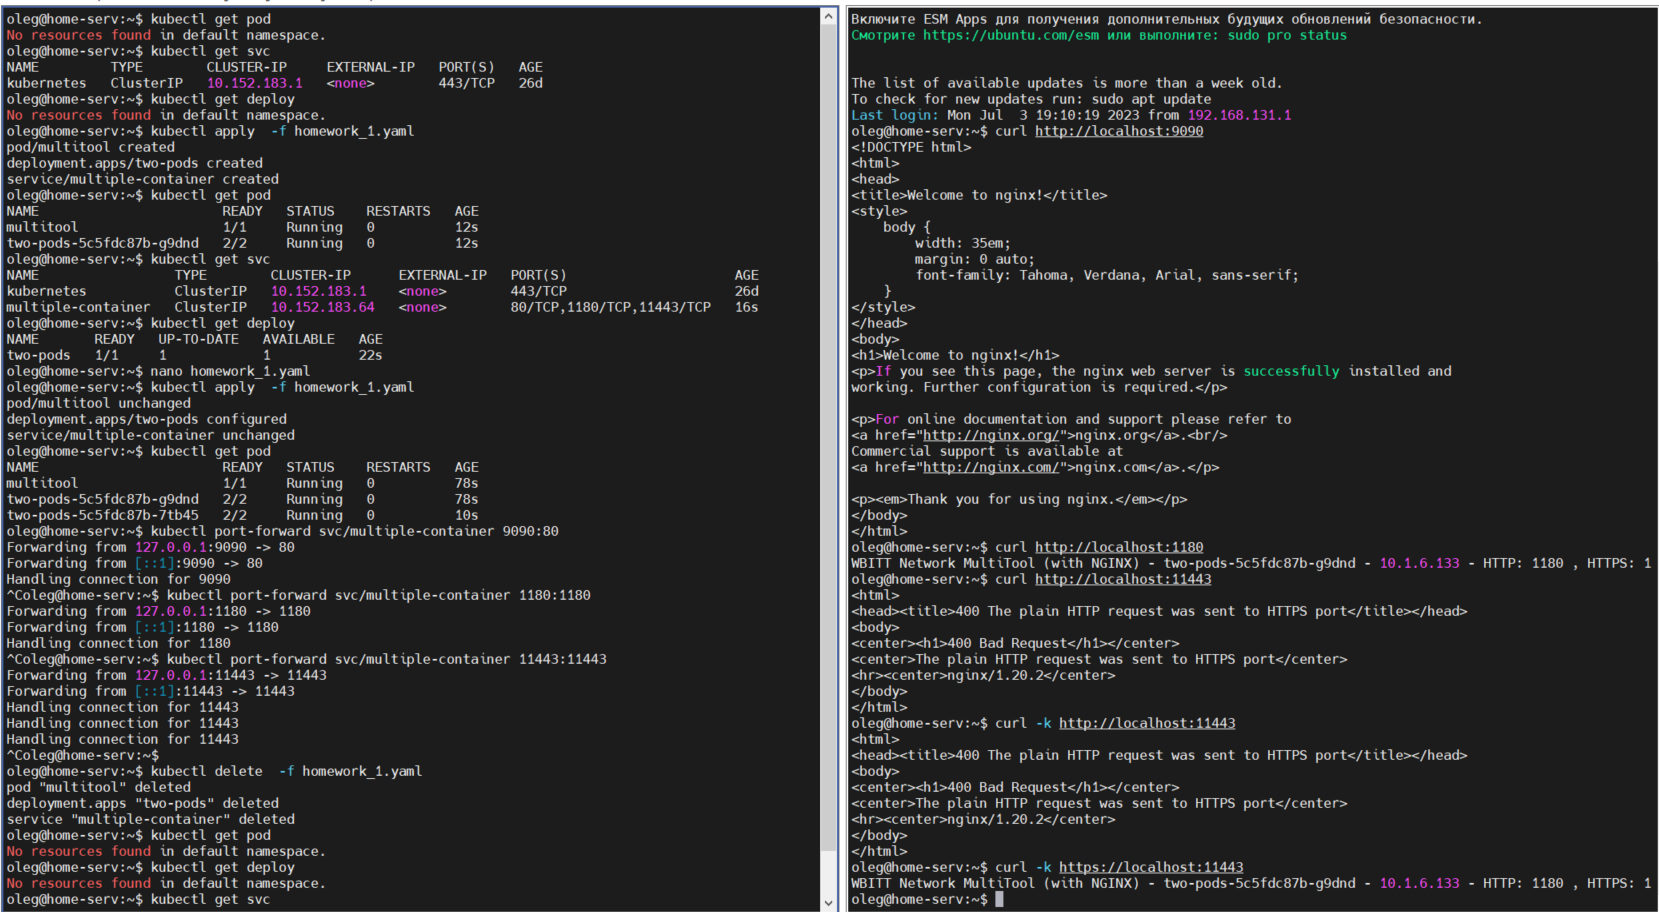 oleg@home-serv:~$ kubectl get pod
No resources found in default namespace.
oleg@home-serv:~$ kubectl get svc
NAME         TYPE        CLUSTER-IP     EXTERNAL-IP   PORT(S)   AGE
kubernetes   ClusterIP   10.152.183.1   <none>        443/TCP   26d
oleg@home-serv:~$ kubectl get deploy
No resources found in default namespace.
oleg@home-serv:~$ kubectl apply  -f homework_1.yaml
pod/multitool created
deployment.apps/two-pods created
service/multiple-container created
oleg@home-serv:~$ kubectl get pod
NAME                       READY   STATUS    RESTARTS   AGE
multitool                  1/1     Running   0          12s
two-pods-5c5fdc87b-g9dnd   2/2     Running   0          12s
oleg@home-serv:~$ kubectl get svc
NAME                 TYPE        CLUSTER-IP      EXTERNAL-IP   PORT(S)                     AGE
kubernetes           ClusterIP   10.152.183.1    <none>        443/TCP                     26d
multiple-container   ClusterIP   10.152.183.64   <none>        80/TCP,1180/TCP,11443/TCP   16s
oleg@home-serv:~$ kubectl get deploy
NAME       READY   UP-TO-DATE   AVAILABLE   AGE
two-pods   1/1     1            1           22s
oleg@home-serv:~$ nano homework_1.yaml
oleg@home-serv:~$ kubectl apply  -f homework_1.yaml
pod/multitool unchanged
deployment.apps/two-pods configured
service/multiple-container unchanged
oleg@home-serv:~$ kubectl get pod
NAME                       READY   STATUS    RESTARTS   AGE
multitool                  1/1     Running   0          78s
two-pods-5c5fdc87b-g9dnd   2/2     Running   0          78s
two-pods-5c5fdc87b-7tb45   2/2     Running   0          10s
oleg@home-serv:~$ kubectl port-forward svc/multiple-container 9090:80
Forwarding from 127.0.0.1:9090 -> 80
Forwarding from [::1]:9090 -> 80
Handling connection for 9090
^Coleg@home-serv:~$ kubectl port-forward svc/multiple-container 1180:1180
Forwarding from 127.0.0.1:1180 -> 1180
Forwarding from [::1]:1180 -> 1180
Handling connection for 1180
^Coleg@home-serv:~$ kubectl port-forward svc/multiple-container 11443:11443
Forwarding from 127.0.0.1:11443 -> 11443
Forwarding from [::1]:11443 -> 11443
Handling connection for 11443
Handling connection for 11443
Handling connection for 11443
^Coleg@home-serv:~$
oleg@home-serv:~$ kubectl delete  -f homework_1.yaml
pod "multitool" deleted
deployment.apps "two-pods" deleted
service "multiple-container" deleted
oleg@home-serv:~$ kubectl get pod
No resources found in default namespace.
oleg@home-serv:~$ kubectl get deploy
No resources found in default namespace.
oleg@home-serv:~$ kubectl get svc
Включите ESM Apps для получения дополнительных будущих обновлений безопасности.
Смотрите https://ubuntu.com/esm или выполните: sudo pro status
The list of available updates is more than a week old.
To check for new updates run: sudo apt update
Last login: Mon Jul  3 19:10:19 2023 from 192.168.131.1
oleg@home-serv:~$ curl http://localhost:9090
<!DOCTYPE html>
<html>
<head>
<title>Welcome to nginx!</title>
<style>
    body {
        width: 35em;
        margin: 0 auto;
        font-family: Tahoma, Verdana, Arial, sans-serif;
    }
</style>
</head>
<body>
<h1>Welcome to nginx!</h1>
<p>If you see this page, the nginx web server is successfully installed and
working. Further configuration is required.</p>
<p>For online documentation and support please refer to
<a href="http://nginx.org/">nginx.org</a>.<br/>
Commercial support is available at
<a href="http://nginx.com/">nginx.com</a>.</p>
<p><em>Thank you for using nginx.</em></p>
</body>
</html>
oleg@home-serv:~$ curl http://localhost:1180
WBITT Network MultiTool (with NGINX) - two-pods-5c5fdc87b-g9dnd - 10.1.6.133 - HTTP: 1180 , HTTPS: 1
oleg@home-serv:~$ curl http://localhost:11443
<html>
<head><title>400 The plain HTTP request was sent to HTTPS port</title></head>
<body>
<center><h1>400 Bad Request</h1></center>
<center>The plain HTTP request was sent to HTTPS port</center>
<hr><center>nginx/1.20.2</center>
</body>
</html>
oleg@home-serv:~$ curl -k http://localhost:11443
<html>
<head><title>400 The plain HTTP request was sent to HTTPS port</title></head>
<body>
<center><h1>400 Bad Request</h1></center>
<center>The plain HTTP request was sent to HTTPS port</center>
<hr><center>nginx/1.20.2</center>
</body>
</html>
oleg@home-serv:~$ curl -k https://localhost:11443
WBITT Network MultiTool (with NGINX) - two-pods-5c5fdc87b-g9dnd - 10.1.6.133 - HTTP: 1180 , HTTPS: 1
oleg@home-serv:~$